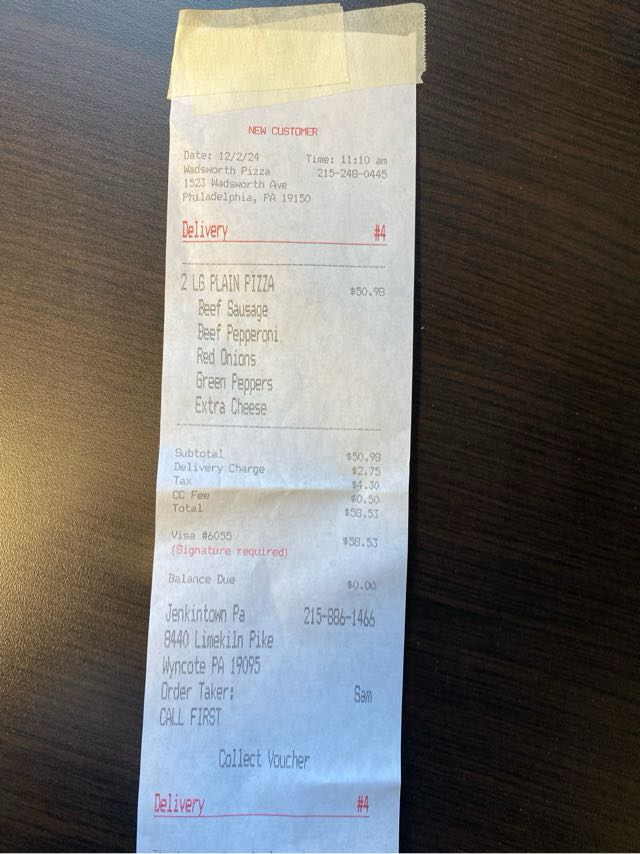 NEW CUSTOMER
Date: 12/2/24 Time: 11:10 am
Wadsworth Pizza 215-248-0445
1523 Wadsworth Ave
Philadelphia, PA 19150
Delivery #4
2 LG PLAIN PIZZA $50.98
Beef Sausage
Beef Pepperoni
Red Onions
Green Peppers
Extra Cheese
Subtotal $50.98
Delivery Charge $2.75
Tax $4.30
CC Fee $0.50
Total $58.53
Visa #6055 $58.53
(Signature required)
Balance Due $0.00
Jenkintown Pa 215-886-1466
8440 Limekiln Pike
Wyncote PA 19095
Order Taker: Sam
CALL FIRST
Collect Voucher
Delivery #4